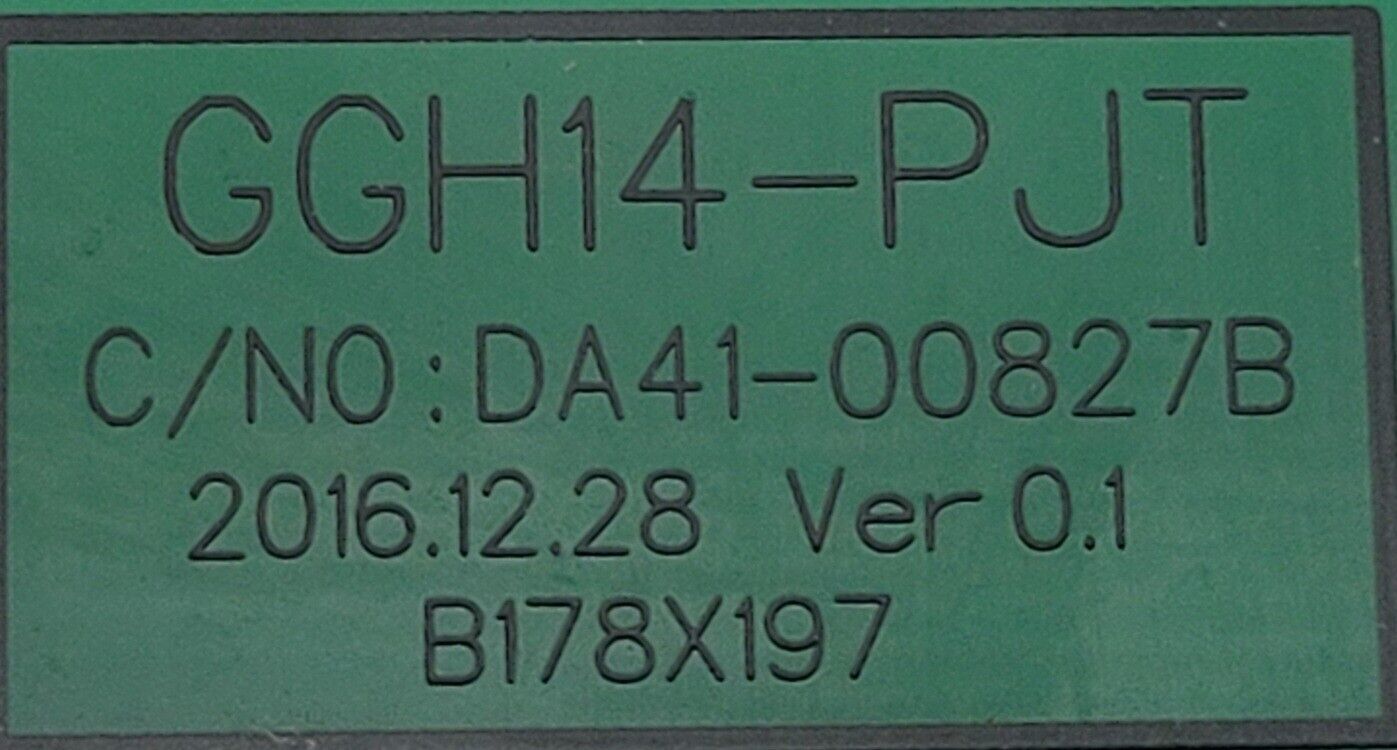 GGH14-PJT
C/NO:DA41-00827B
2016.12.28 Ver 0.1
B178X197